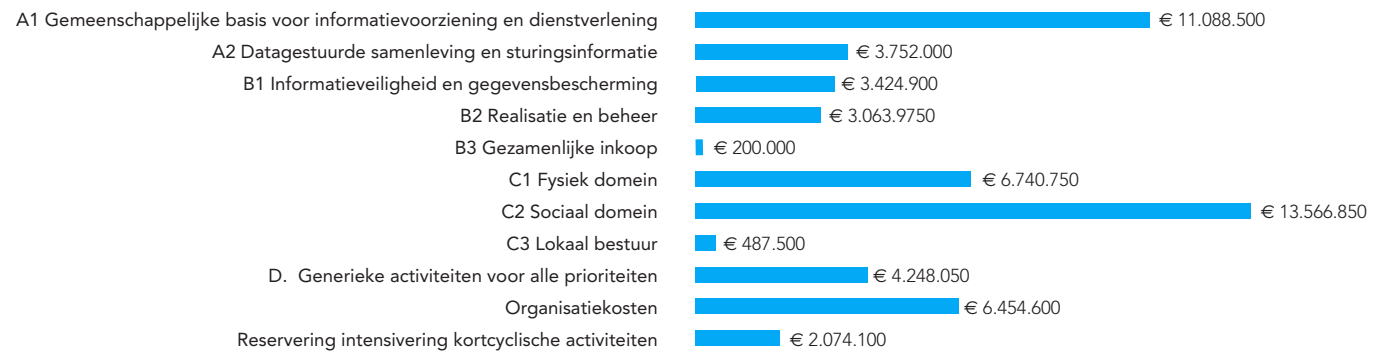 A1 Gemeenschappelijke basis voor informatievoorziening en dienstverlening € 11.088.500
A2 Datagestuurde samenleving en sturingsinformatie € 3.752.000
B1 Informatieveiligheid en gegevensbescherming € 3.424.900
B2 Realisatie en beheer € 3.063.9750
B3 Gezamenlijke inkoop € 200.000
C1 Fysiek domein € 6.740.750
C2 Sociaal domein € 13.566.850
C3 Lokaal bestuur € 487.500
D. Generieke activiteiten voor alle prioriteiten € 4.248.050
Organisatiekosten € 6.454.600
Reservering intensivering kortcyclische activiteiten € 2.074.100